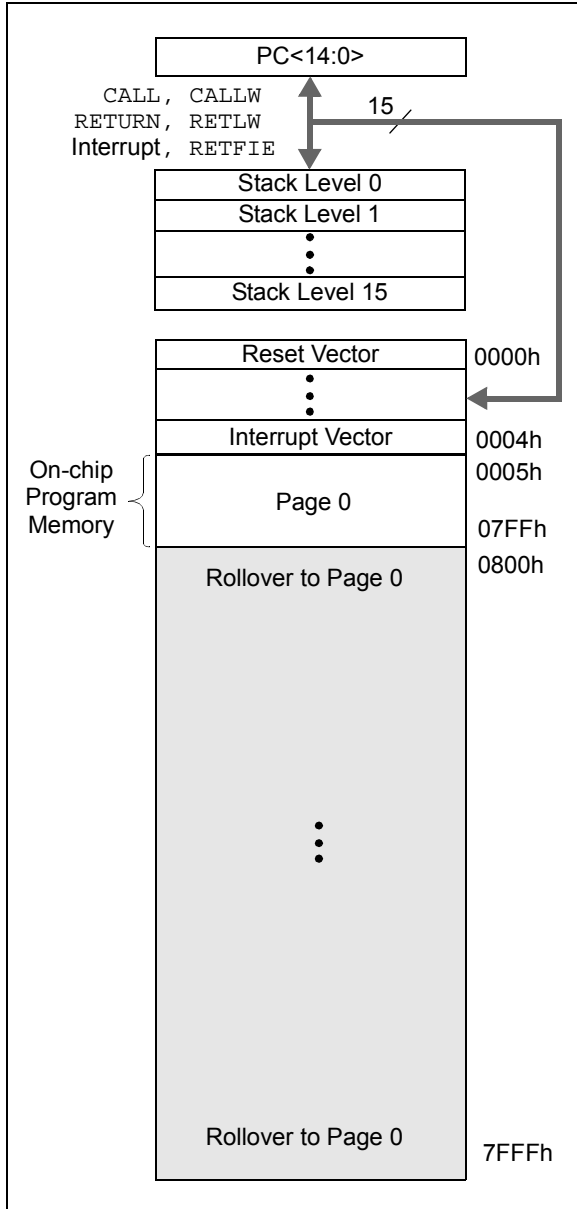 PC<14:0>
CALL, CALLW
RETURN, RETLW
Interrupt, RETFIE
15
Stack Level 0
Stack Level 1
Stack Level 15
Reset Vector
0000h
Interrupt Vector
0004h
On-chip
Program
Memory
Page 0
0005h
07FFh
Rollover to Page 0
0800h
Rollover to Page 0
7FFFh